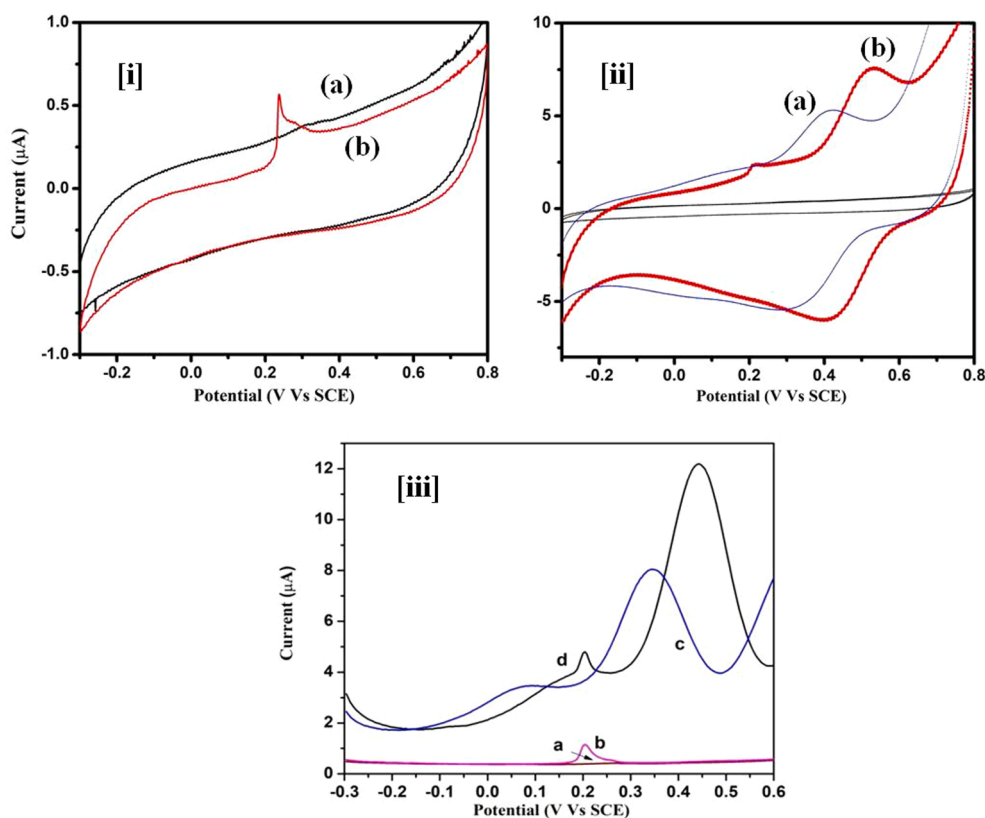 [i]
(a)
(b)
Current (µA)
1.0
0.5
0.0
-0.5
-1.0
-0.2 0.0 0.2 0.4 0.6 0.8
Potential (V Vs SCE)
[ii]
(a)
(b)
10
5
0
-5
-0.2 0.0 0.2 0.4 0.6 0.8
Potential (V Vs SCE)
[iii]
d
c
a
b
Current (µA)
12
10
8
6
4
2
0
-0.3 -0.2 -0.1 0.0 0.1 0.2 0.3 0.4 0.5 0.6
Potential (V Vs SCE)